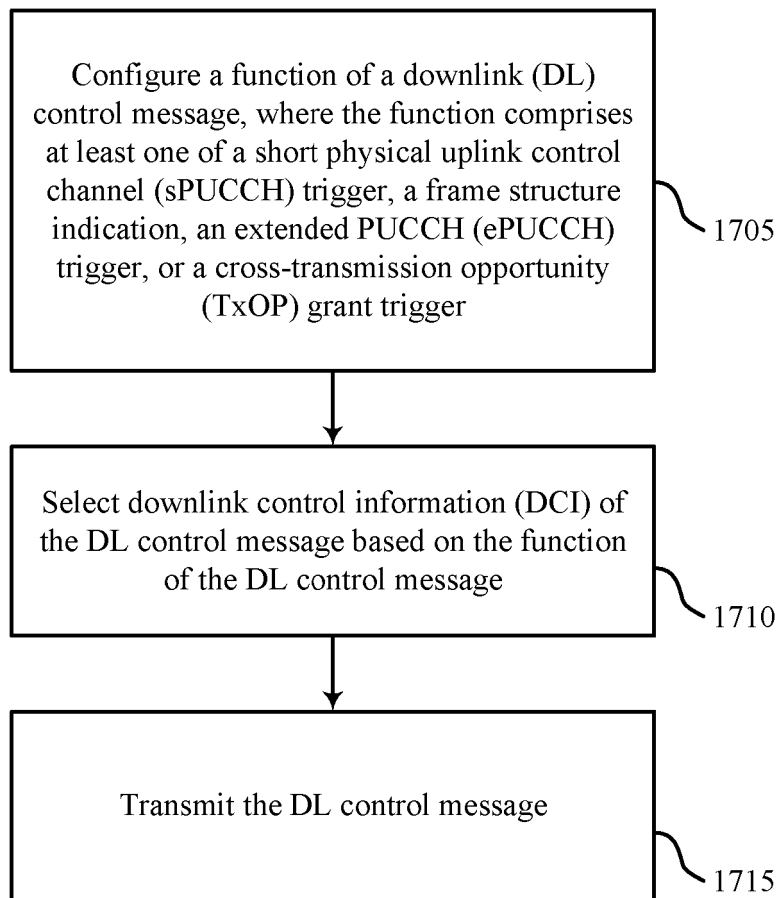 Configure a function of a downlink (DL)
control message, where the function comprises
at least one of a short physical uplink control
channel (sPUCCH) trigger, a frame structure
indication, an extended PUCCH (ePUCCH)
trigger, or a cross-transmission opportunity
(TxOP) grant trigger
1705
Select downlink control information (DCI) of
the DL control message based on the function
of the DL control message
1710
Transmit the DL control message
1715